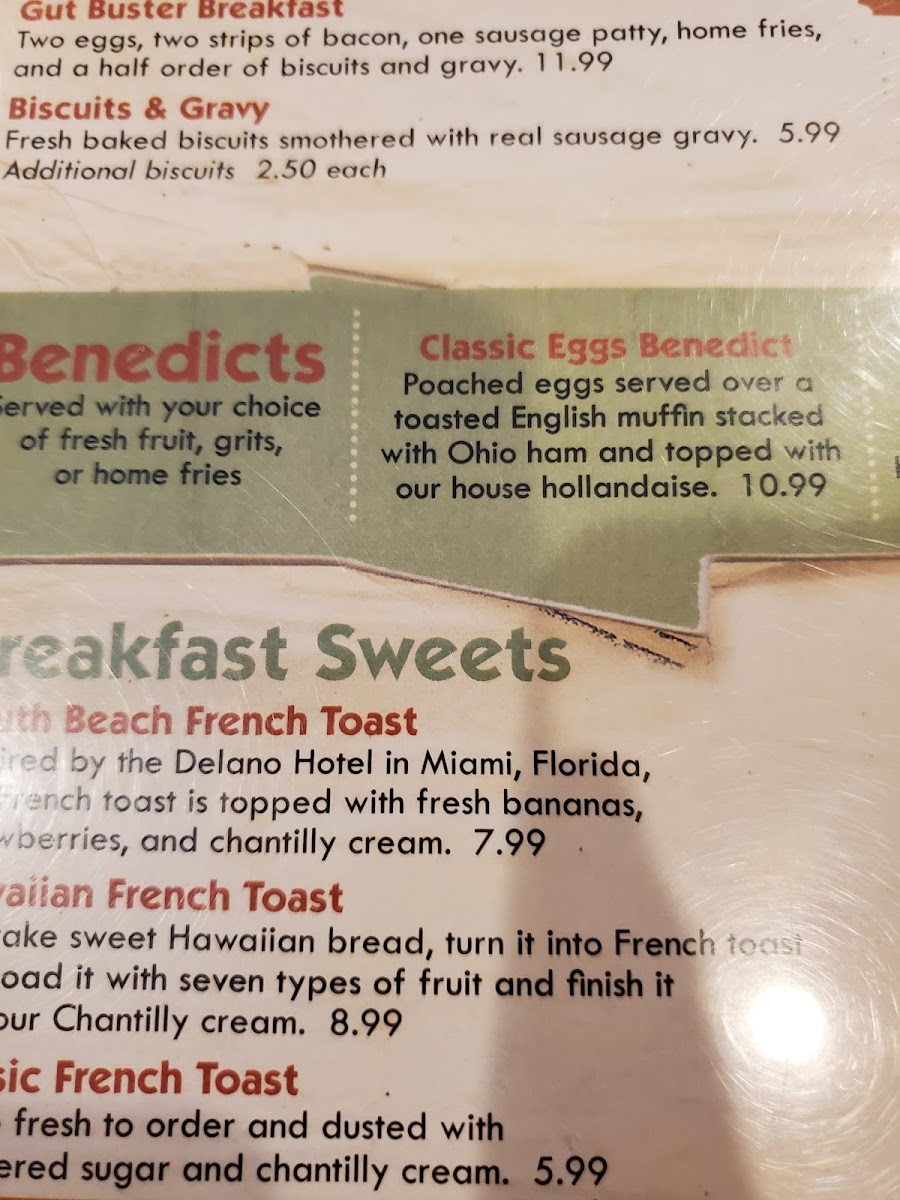 Gut Buster Breakfast
Two eggs, two strips of bacon, one sausage patty, home fries,
and a half order of biscuits and gravy. 11.99
Biscuits & Gravy
Fresh baked biscuits smothered with real sausage gravy. 5.99
Additional biscuits 2.50 each
Benedicts
Served with your choice
of fresh fruit, grits,
or home fries
Classic Eggs Benedict
Poached eggs served over a
toasted English muffin stacked
with Ohio ham and topped with
our house hollandaise. 10.99
reakfast Sweets
uth Beach French Toast
ired by the Delano Hotel in Miami, Florida,
French toast is topped with fresh bananas,
wberries, and chantilly cream. 7.99
vaiian French Toast
ake sweet Hawaiian bread, turn it into French toast
oad it with seven types of fruit and finish it
our Chantilly cream. 8.99
sic French Toast
fresh to order and dusted with
ered sugar and chantilly cream. 5.99